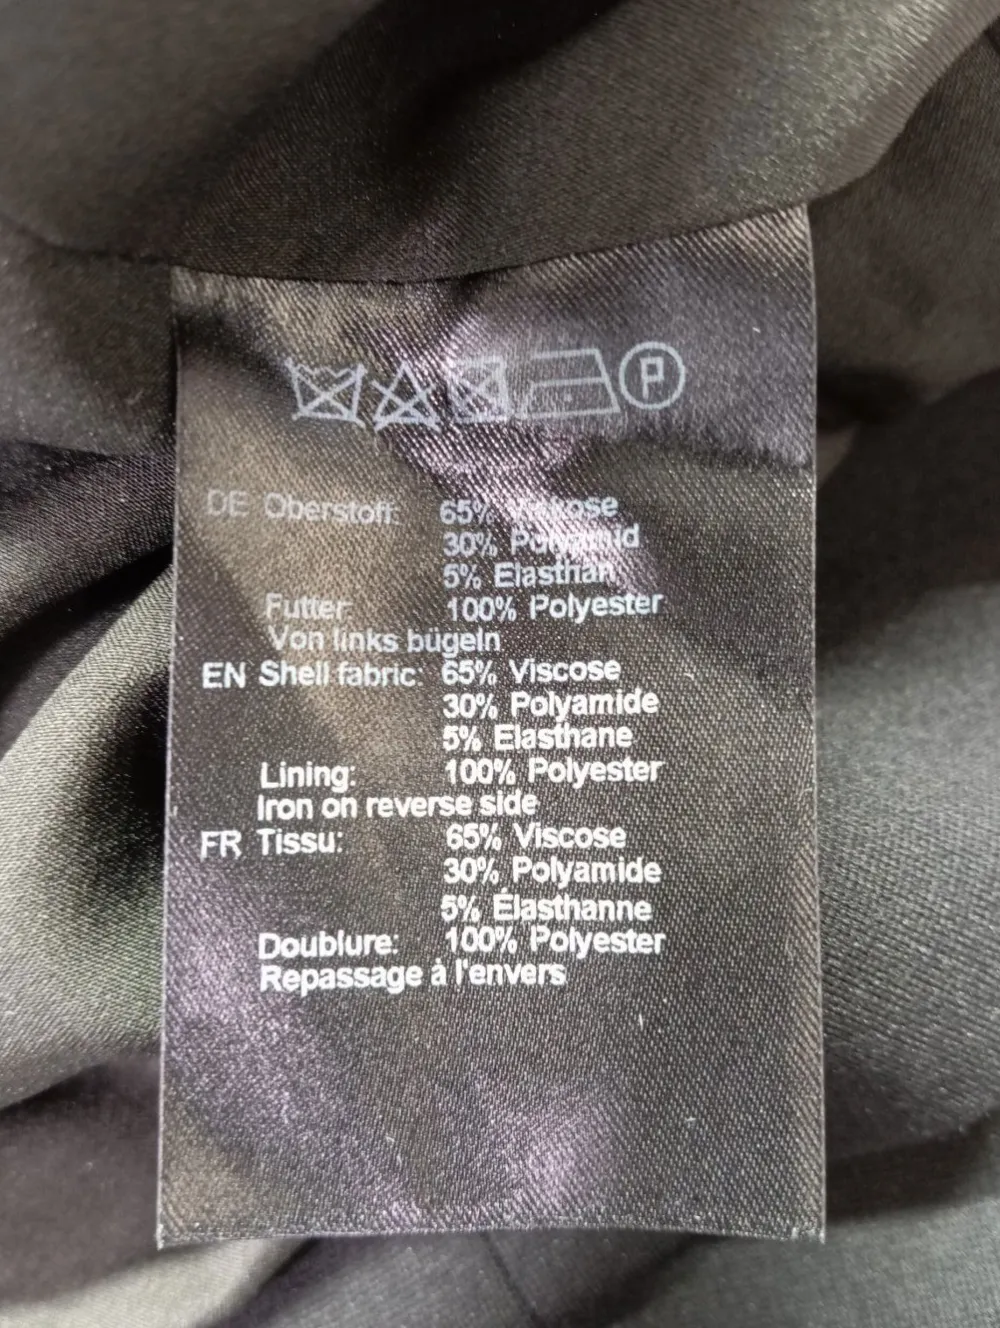 P
DE Oberstoff: 65% Viskose
30% Polyamid
5% Elasthan
Futter: 100% Polyester
Von links bügeln
EN Shell fabric: 65% Viscose
30% Polyamide
5% Elasthane
Lining: 100% Polyester
Iron on reverse side
FR Tissu: 65% Viscose
30% Polyamide
5% Élasthanne
Doublure: 100% Polyester
Repassage à l'envers